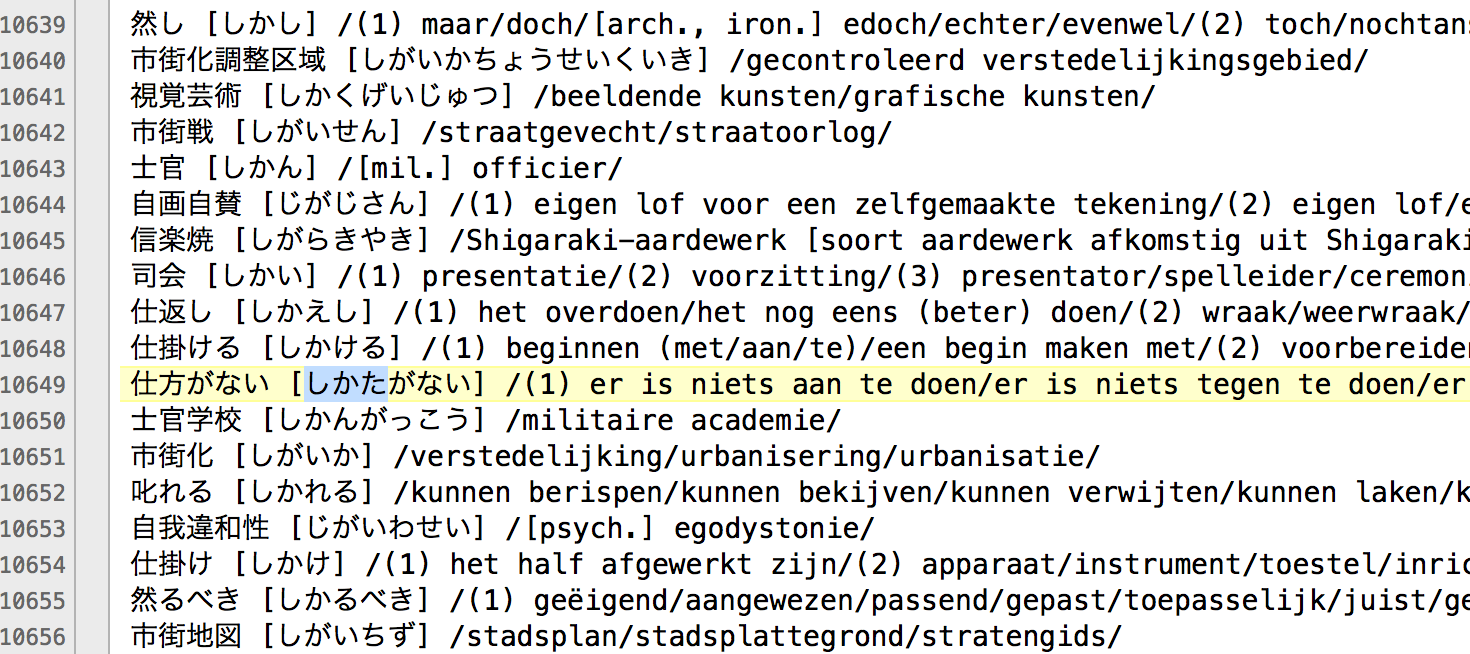 10639 然し [しかし] /(1) maar/doch/[arch., iron.] edoch/echter/evenwel/(2) toch/nochtans
10640 市街化調整区域 [しがいかちょうせいくいき] /gecontroleerd verstedelijkingsgebied/
10641 視覚芸術 [しかくげいじゅつ] /beeldende kunsten/grafische kunsten/
10642 市街戦 [しがいせん] /straatgevecht/straatoorlog/
10643 士官 [しかん] /[mil.] officier/
10644 自画自賛 [じがじさん] /(1) eigen lof voor een zelfgemaakte tekening/(2) eigen lof/e
10645 信楽焼 [しがらきやき] /Shigaraki-aardewerk [soort aardewerk afkomstig uit Shigaraki
10646 司会 [しかい] /(1) presentatie/(2) voorzitting/(3) presentator/spelleider/ceremoni
10647 仕返し [しかえし] /(1) het overdoen/het nog eens (beter) doen/(2) wraak/weerwraak/
10648 仕掛ける [しかける] /(1) beginnen (met/aan/te)/een begin maken met/(2) voorbereiden
10649 仕方がない [しかたがない] /(1) er is niets aan te doen/er is niets tegen te doen/er
10650 士官学校 [しかんがっこう] /militaire academie/
10651 市街化 [しがいか] /verstedelijking/urbanisering/urbanisatie/
10652 叱れる [しかれる] /kunnen berispen/kunnen bekijven/kunnen verwijten/kunnen laken/k
10653 自我違和性 [じがいわせい] /[psych.] egodystonie/
10654 仕掛け [しかけ] /(1) het half afgewerkt zijn/(2) apparaat/instrument/toestel/inric
10655 然るべき [しかるべき] /(1) geëigend/aangewezen/passend/gepast/toepasselijk/juist/ge
10656 市街地図 [しがいちず] /stadsplan/stadsplattegrond/stratengids/